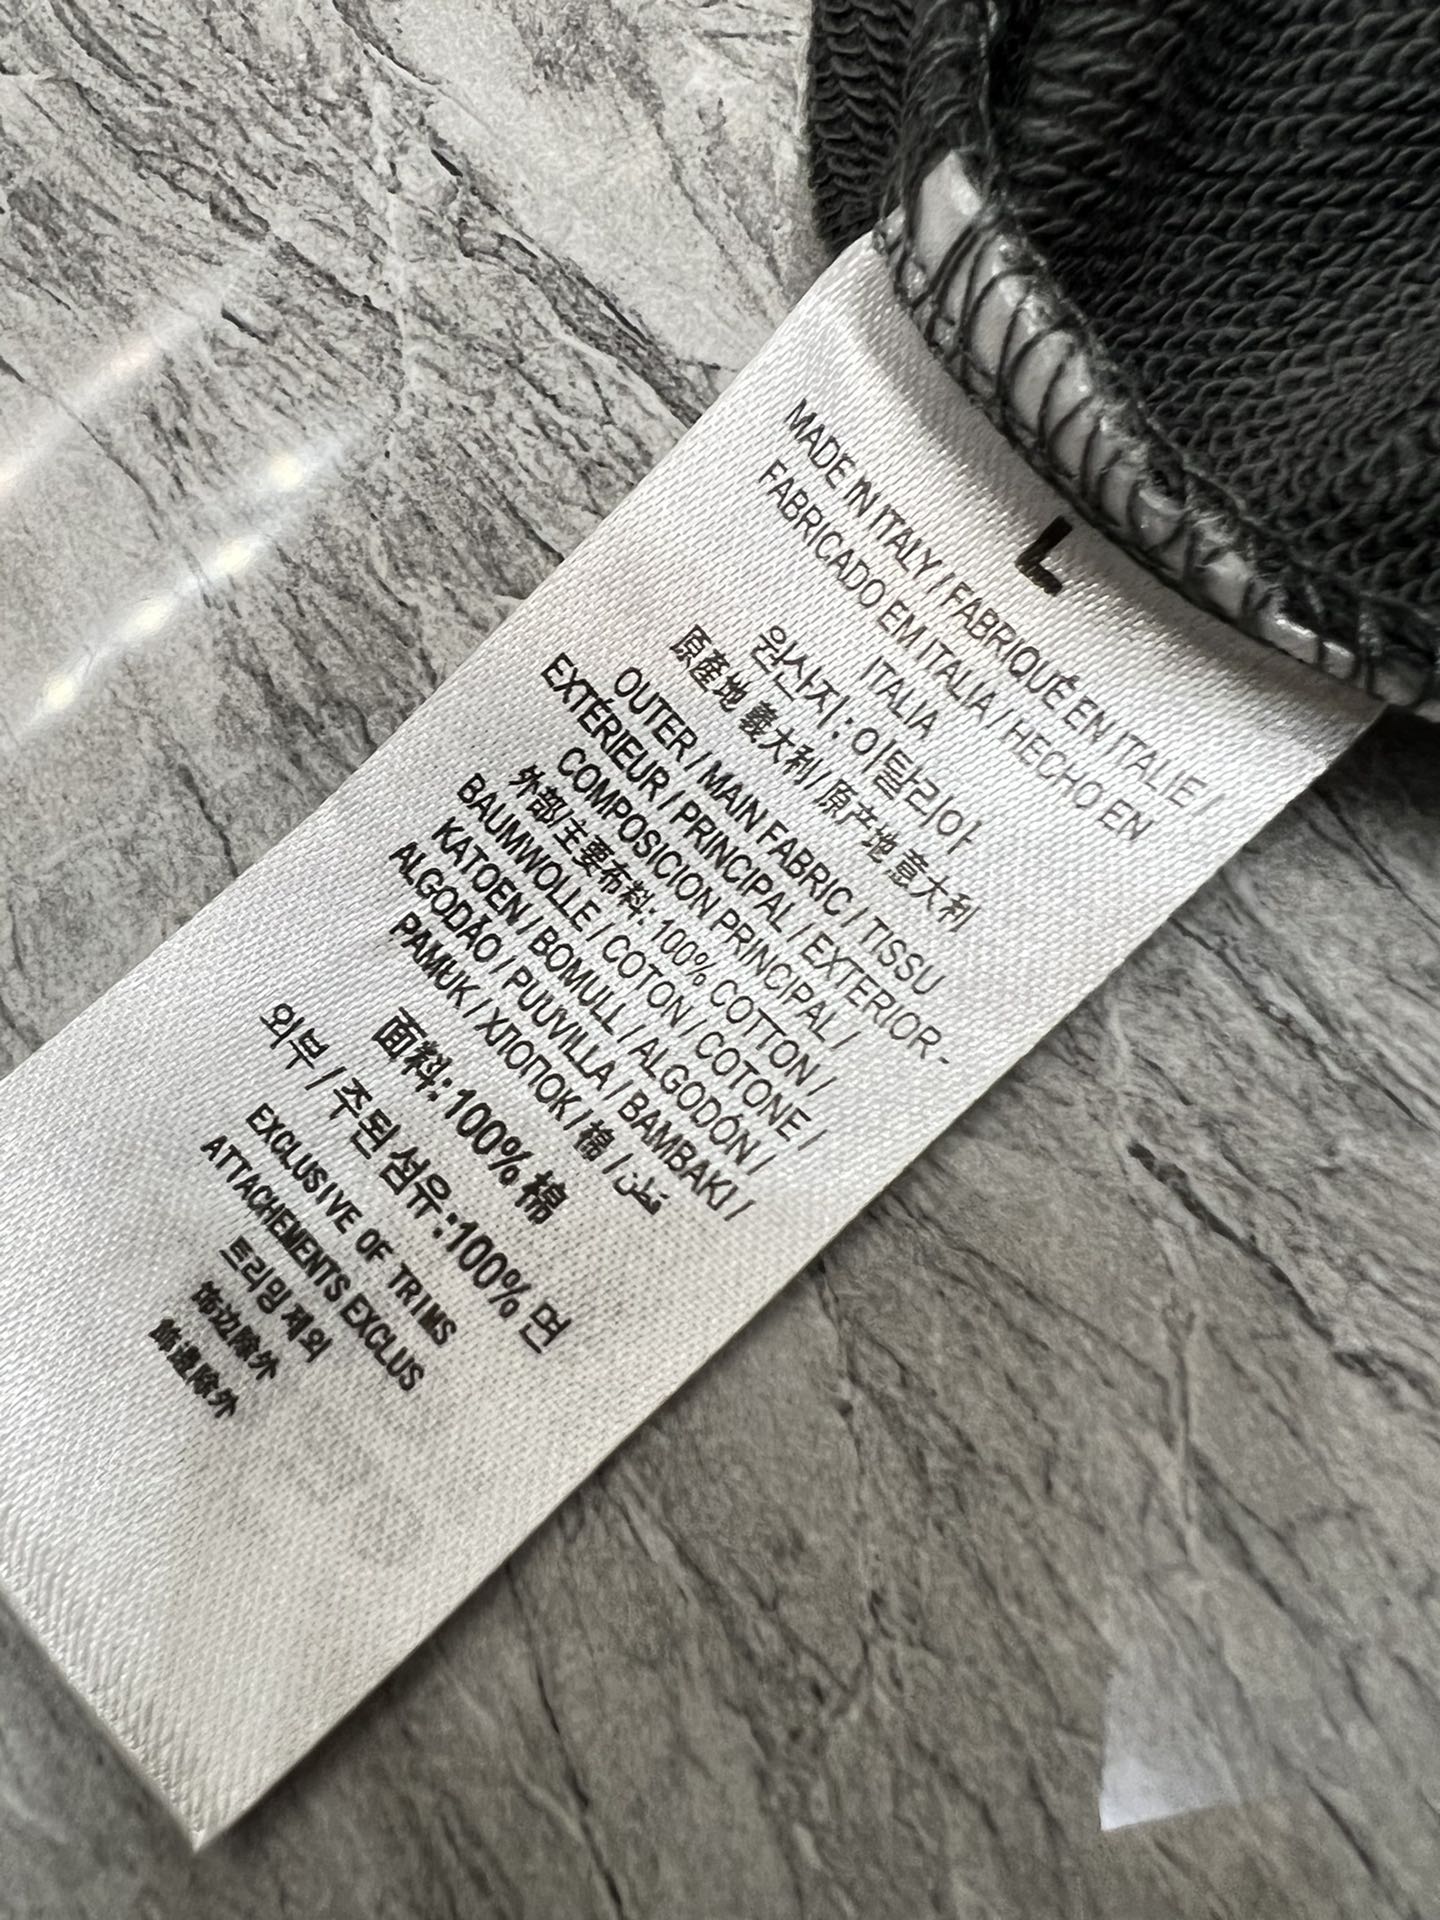 L
MADE IN ITALY / FABRIQUÉ EN ITALIE /
FABRICADO EM ITALIA / HECHO EN
ITALIA
원산지: 이탈리아
原產地 義大利/ 原产地 意大利
OUTER / MAIN FABRIC / TISSU
EXTÉRIEUR / PRINCIPAL / EXTERIOR-
COMPOSICION PRINCIPAL /
外部主要布料: 100% COTTON /
BAUMWOLLE / COTON / COTONE /
KATOEN / BOMULL / ALGODÓN /
ALGODÃO / PUUVILLA / BAMBAKI /
PAMUK / ХЛОПОК / 棉 / قطن
面料: 100% 棉
외부 / 주된 섬유: 100% 면
EXCLUSIVE OF TRIMS
ATTACHEMENTS EXCLUS
트리밍 제외
饰边除外
飾邊除外